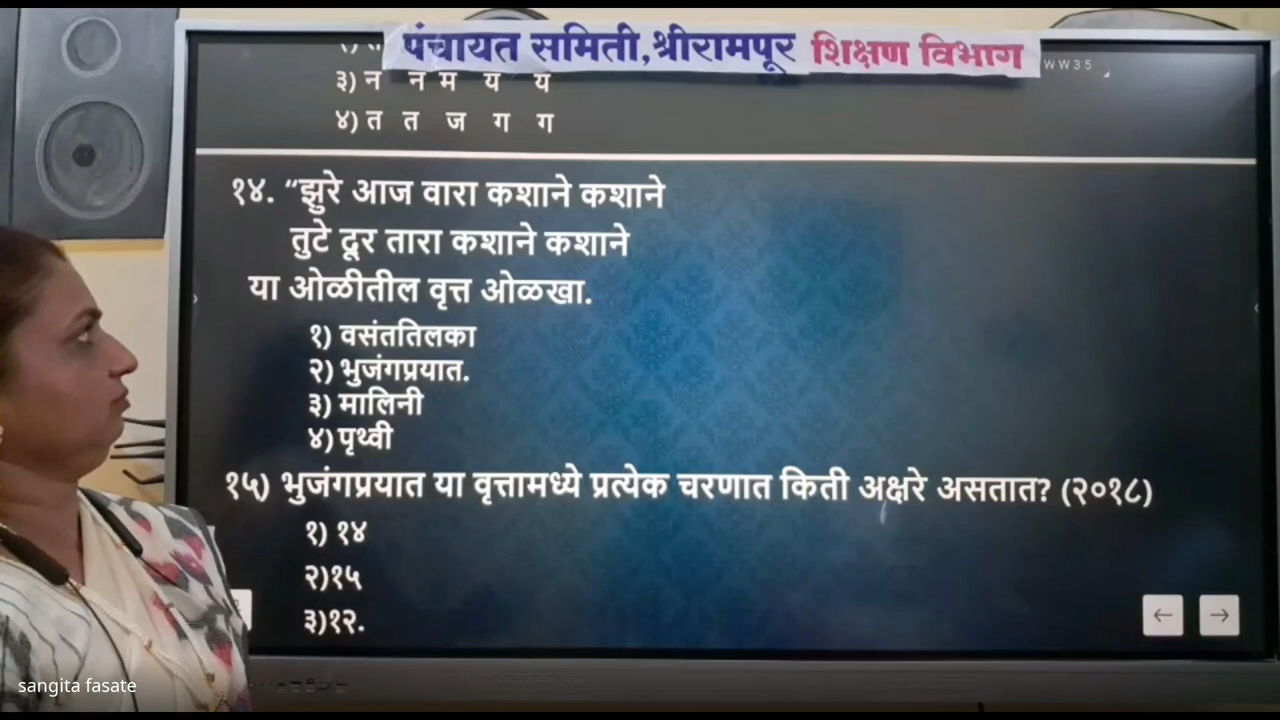 पंचायत समिती,श्रीरामपूर शिक्षण विभाग
WW35
३) न न म य य
४) त त ज ग ग
१४. “झुरे आज वारा कशाने कशाने
तुटे दूर तारा कशाने कशाने
या ओळीतील वृत्त ओळखा.
१) वसंततिलका
२) भुजंगप्रयात.
३) मालिनी
४) पृथ्वी
१५) भुजंगप्रयात या वृत्तामध्ये प्रत्येक चरणात किती अक्षरे असतात? (२०१८)
१) १४
२)१५
३)१२.
sangita fasate